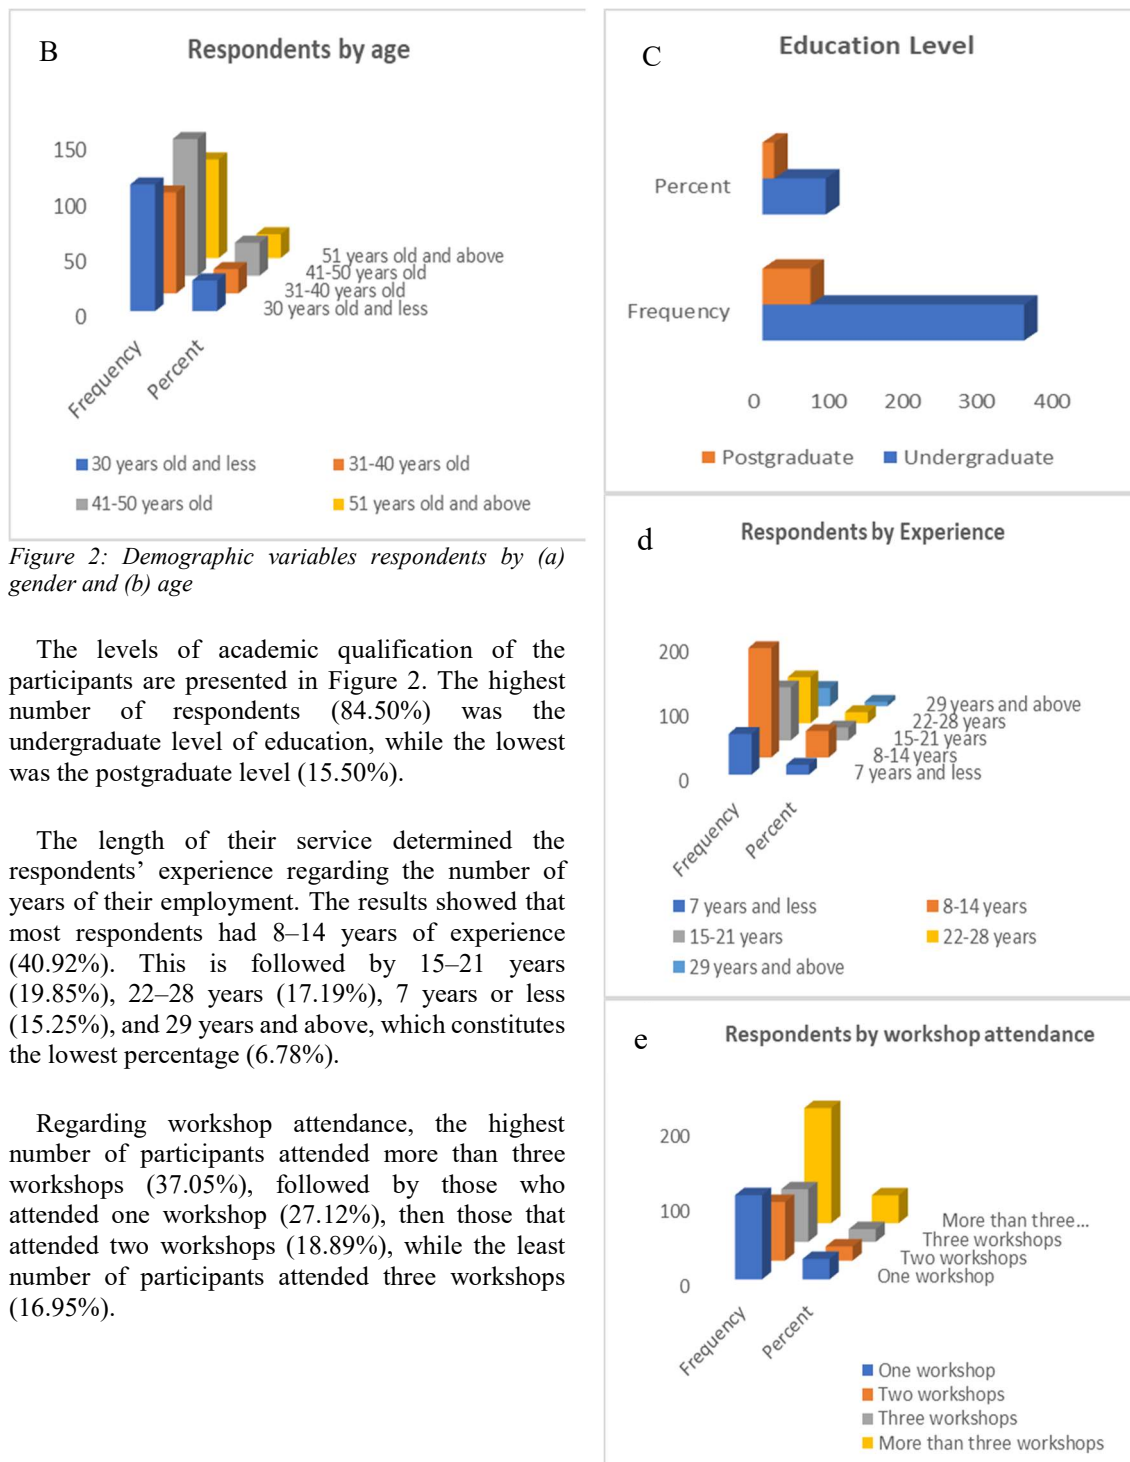 B
Respondents by age
150
100
50
0
51 years old and above
41-50 years old
31-40 years old
30 years old and less
Frequency
Percent
30 years old and less
31-40 years old
41-50 years old
51 years old and above
Figure 2: Demographic variables respondents by (a)
gender and (b) age
The levels of academic qualification of the
participants are presented in Figure 2. The highest
number of respondents (84.50%) was the
undergraduate level of education, while the lowest
was the postgraduate level (15.50%).
The length of their service determined the
respondents’ experience regarding the number of
years of their employment. The results showed that
most respondents had 8–14 years of experience
(40.92%). This is followed by 15–21 years
(19.85%), 22–28 years (17.19%), 7 years or less
(15.25%), and 29 years and above, which constitutes
the lowest percentage (6.78%).
Regarding workshop attendance, the highest
number of participants attended more than three
workshops (37.05%), followed by those who
attended one workshop (27.12%), then those that
attended two workshops (18.89%), while the least
number of participants attended three workshops
(16.95%).
C
Education Level
Percent
Frequency
0 100 200 300 400
Postgraduate Undergraduate
d
Respondents by Experience
200
100
0
29 years and above
22-28 years
15-21 years
8-14 years
7 years and less
Frequency
Percent
7 years and less
8-14 years
15-21 years
22-28 years
29 years and above
e
Respondents by workshop attendance
200
100
0
More than three...
Three workshops
Two workshops
One workshop
Frequency
Percent
One workshop
Two workshops
Three workshops
More than three workshops